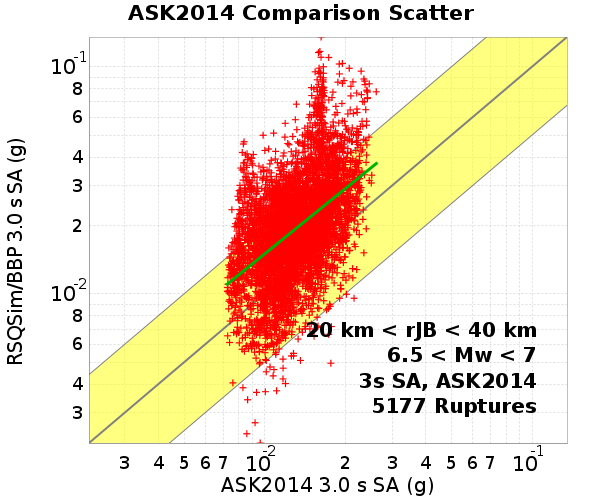 ASK2014 Comparison Scatter
RSQSim/BBP 3.0 s SA (g)
10-1
8
6
4
3
2
10-2
8
6
4
3
20 km < rJB < 40 km
6.5 < Mw < 7
3s SA, ASK2014
5177 Ruptures
3 4 5 6 7 10-2 2 3 4 5 6 7 10-1
ASK2014 3.0 s SA (g)